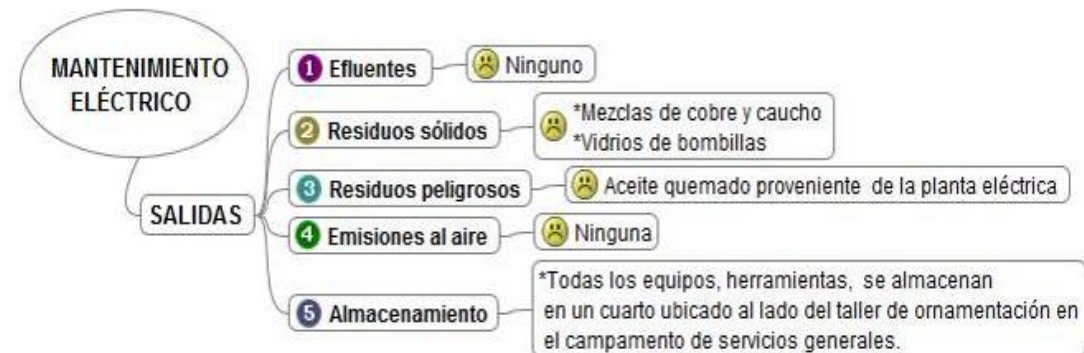 MANTENIMIENTO
ELÉCTRICO
SALIDAS
1 Efluentes
Ninguno
2 Residuos sólidos
*Mezclas de cobre y caucho
*Vidrios de bombillas
3 Residuos peligrosos
Aceite quemado proveniente de la planta eléctrica
4 Emisiones al aire
Ninguna
5 Almacenamiento
*Todas los equipos, herramientas, se almacenan
en un cuarto ubicado al lado del taller de ornamentación en
el campamento de servicios generales.